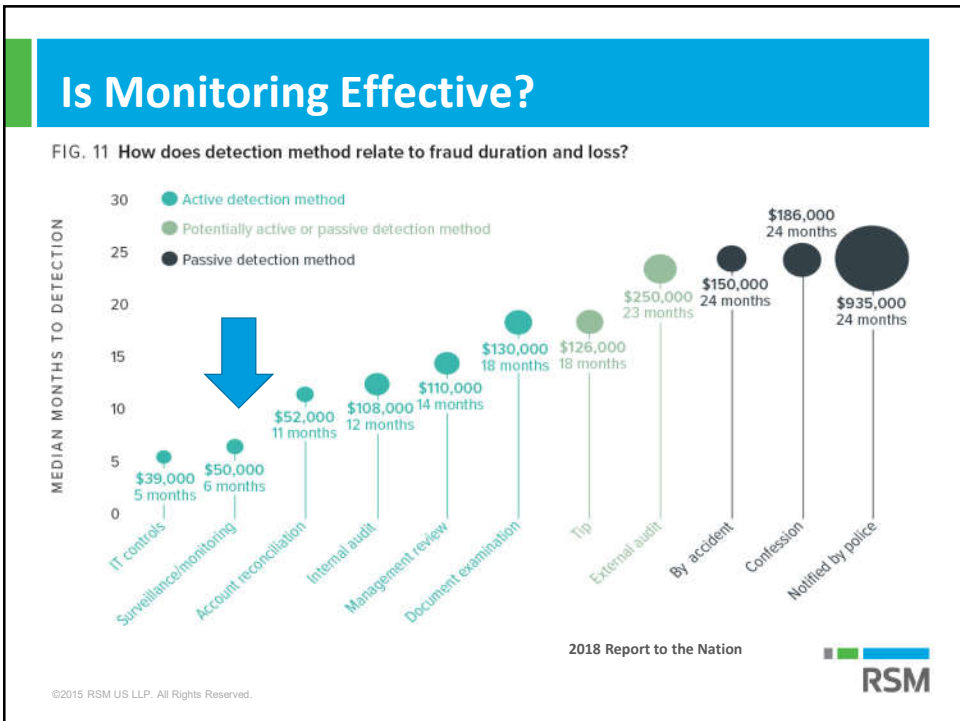 Is Monitoring Effective?
FIG. 11 How does detection method relate to fraud duration and loss?
MEDIAN MONTHS TO DETECTION
30
25
20
15
10
5
0
Active detection method
Potentially active or passive detection method
Passive detection method
$39,000
5 months
$50,000
6 months
$52,000
11 months
$108,000
12 months
$110,000
14 months
$130,000
18 months
$126,000
18 months
$250,000
23 months
$150,000
24 months
$186,000
24 months
$935,000
24 months
IT controls
Surveillance/monitoring
Account reconciliation
Internal audit
Management review
Document examination
Tip
External audit
By accident
Confession
Notified by police
2018 Report to the Nation
©2015 RSM US LLP. All Rights Reserved.
RSM